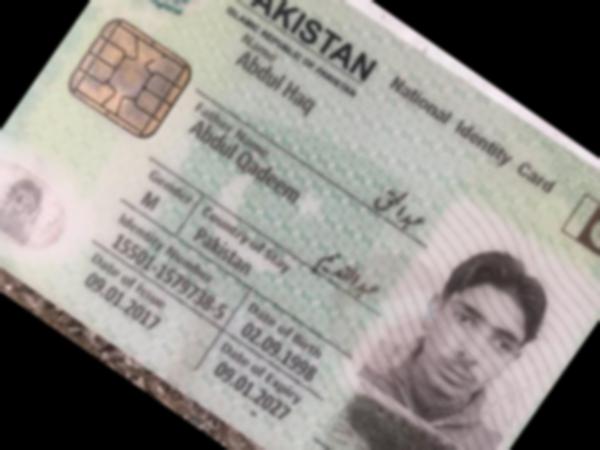 PAKISTAN National Identity Card
ISLAMIC REPUBLIC OF PAKISTAN
Name
Abdul Haq
عبدالحق
Father Name
Abdul Qadeem
عبدالقدیم
Gender
M
Country of Stay
Pakistan
Identity Number
15501-1579738-5
Date of Birth
02.09.1998
Date of Issue
09.01.2017
Date of Expiry
09.01.2027